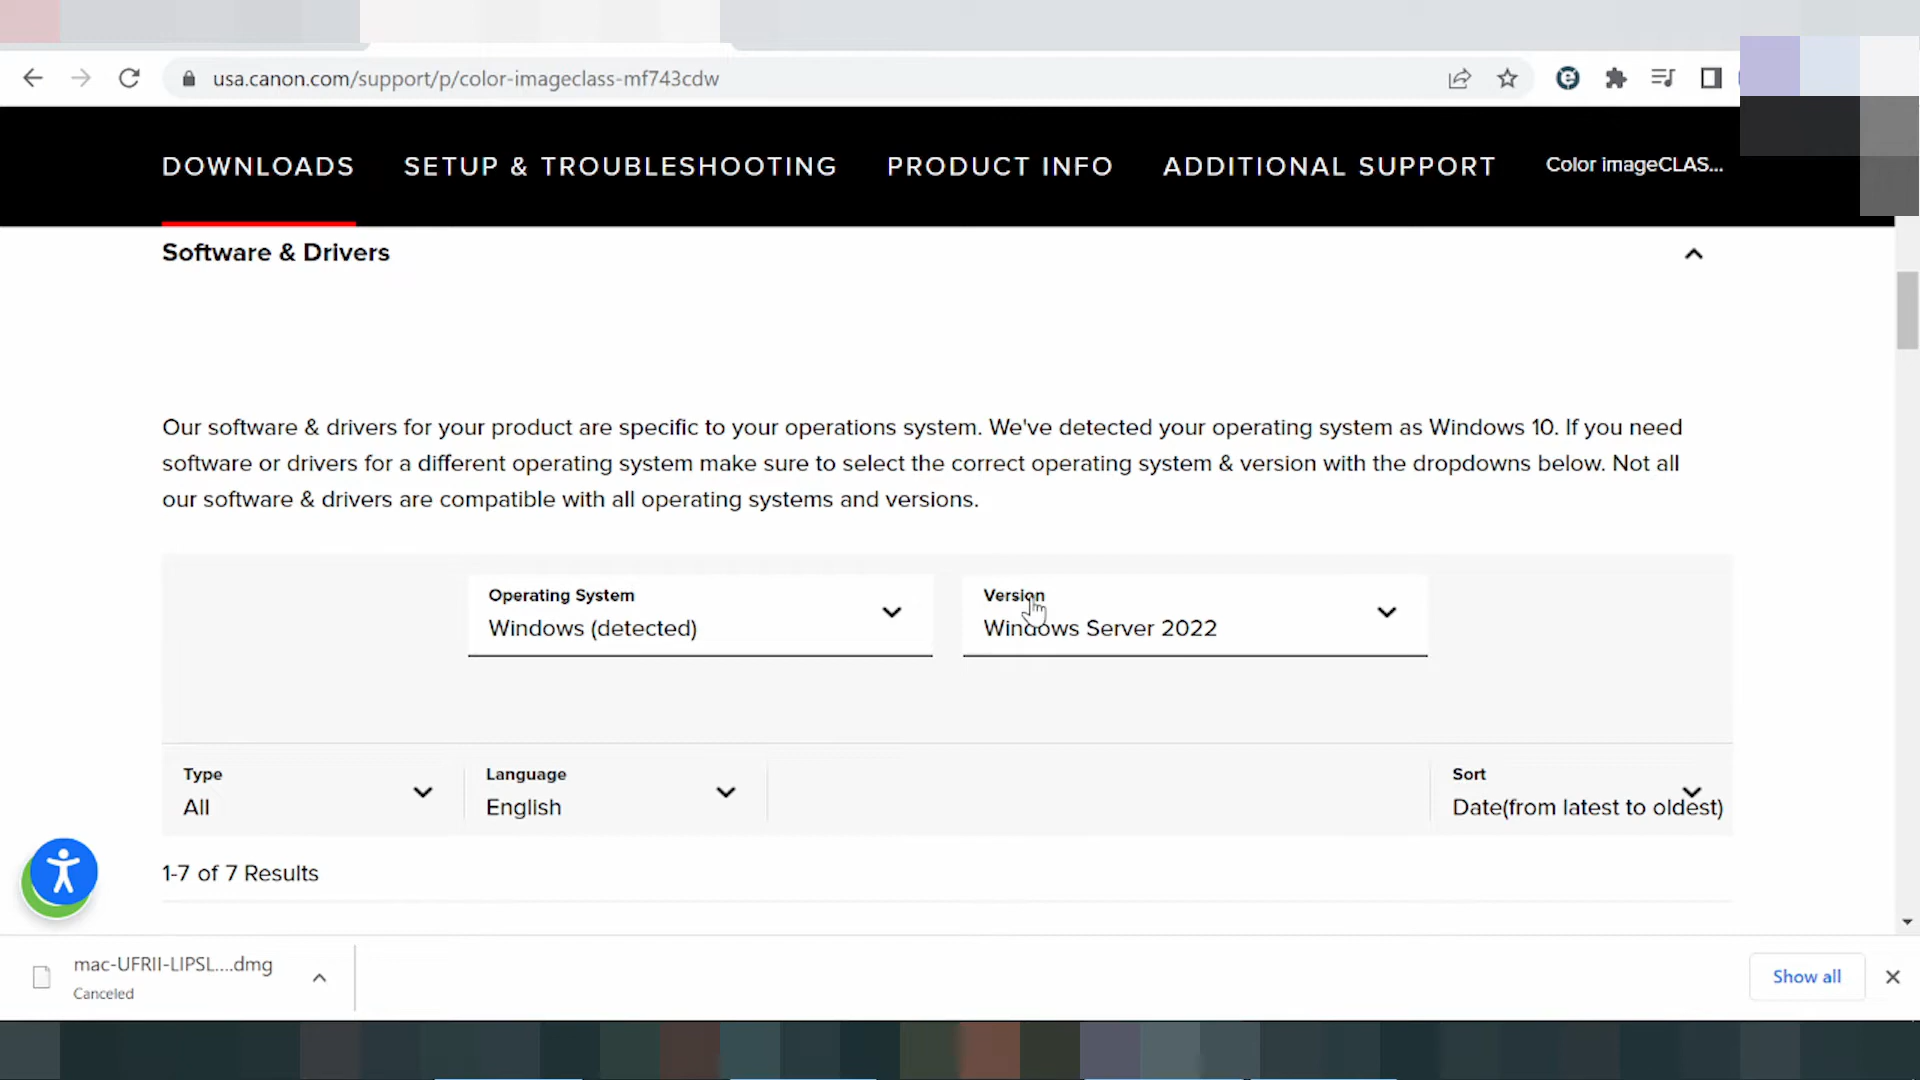 usa.canon.com/support/p/color-imageclass-mf743cdw
DOWNLOADS SETUP & TROUBLESHOOTING PRODUCT INFO ADDITIONAL SUPPORT Color imageCLAS...
Software & Drivers
Our software & drivers for your product are specific to your operations system. We've detected your operating system as Windows 10. If you need
software or drivers for a different operating system make sure to select the correct operating system & version with the dropdowns below. Not all
our software & drivers are compatible with all operating systems and versions.
Operating System
Windows (detected)
Version
Windows Server 2022
Type
All
Language
English
Sort
Date(from latest to oldest)
1-7 of 7 Results
mac-UFRII-LIPSL....dmg
Canceled
Show all